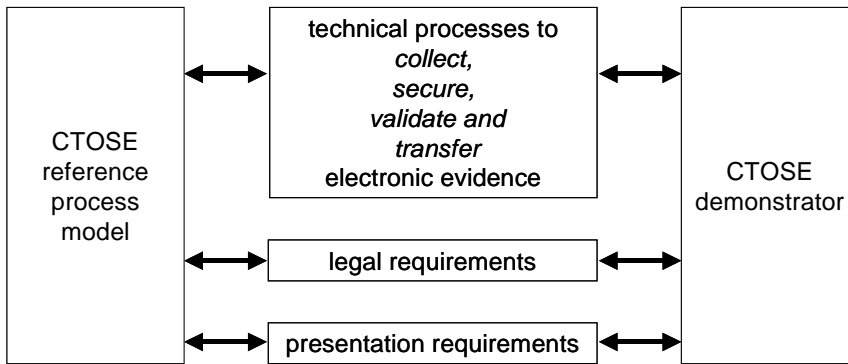 CTOSE
reference
process
model
technical processes to
collect,
secure,
validate and
transfer
electronic evidence
legal requirements
presentation requirements
CTOSE
demonstrator